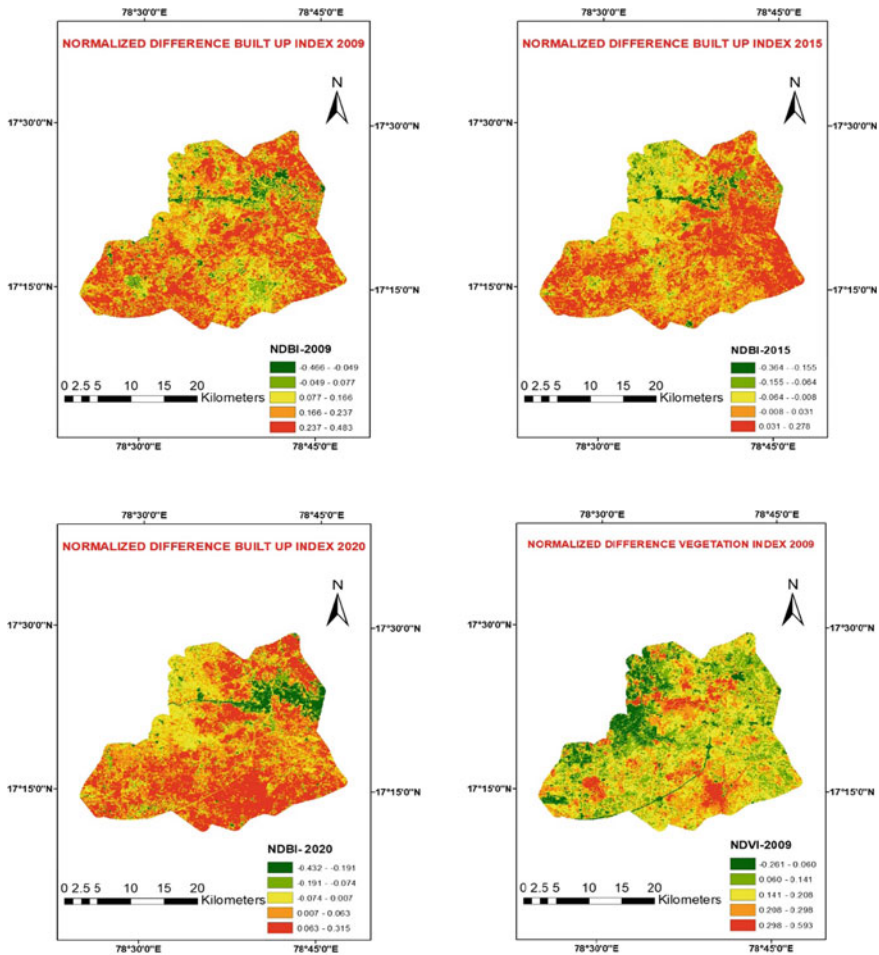 78°30'0"E 78°45'0"E
NORMALIZED DIFFERENCE BUILT UP INDEX 2009
N
17°30'0"N 17°30'0"N
17°15'0"N 17°15'0"N
NDBI-2009
-0.466 - -0.049
-0.049 - 0.077
0.077 - 0.166
0.166 - 0.237
0.237 - 0.483
0 2.5 5 10 15 20
Kilometers
78°30'0"E 78°45'0"E
78°30'0"E 78°45'0"E
NORMALIZED DIFFERENCE BUILT UP INDEX 2015
N
17°30'0"N 17°30'0"N
17°15'0"N 17°15'0"N
NDBI-2015
-0.364 - -0.155
-0.155 - -0.064
-0.064 - -0.008
-0.008 - 0.031
0.031 - 0.278
0 2.5 5 10 15 20
Kilometers
78°30'0"E 78°45'0"E
78°30'0"E 78°45'0"E
NORMALIZED DIFFERENCE BUILT UP INDEX 2020
N
17°30'0"N 17°30'0"N
17°15'0"N 17°15'0"N
NDBI- 2020
-0.432 - -0.191
-0.191 - -0.074
-0.074 - 0.007
0.007 - 0.063
0.063 - 0.315
0 2.5 5 10 15 20
Kilometers
78°30'0"E 78°45'0"E
78°30'0"E 78°45'0"E
NORMALIZED DIFFERENCE VEGETATION INDEX 2009
N
17°30'0"N 17°30'0"N
17°15'0"N 17°15'0"N
NDVI-2009
-0.261 - 0.060
0.060 - 0.141
0.141 - 0.208
0.208 - 0.298
0.298 - 0.593
0 2.5 5 10 15 20
Kilometers
78°30'0"E 78°45'0"E